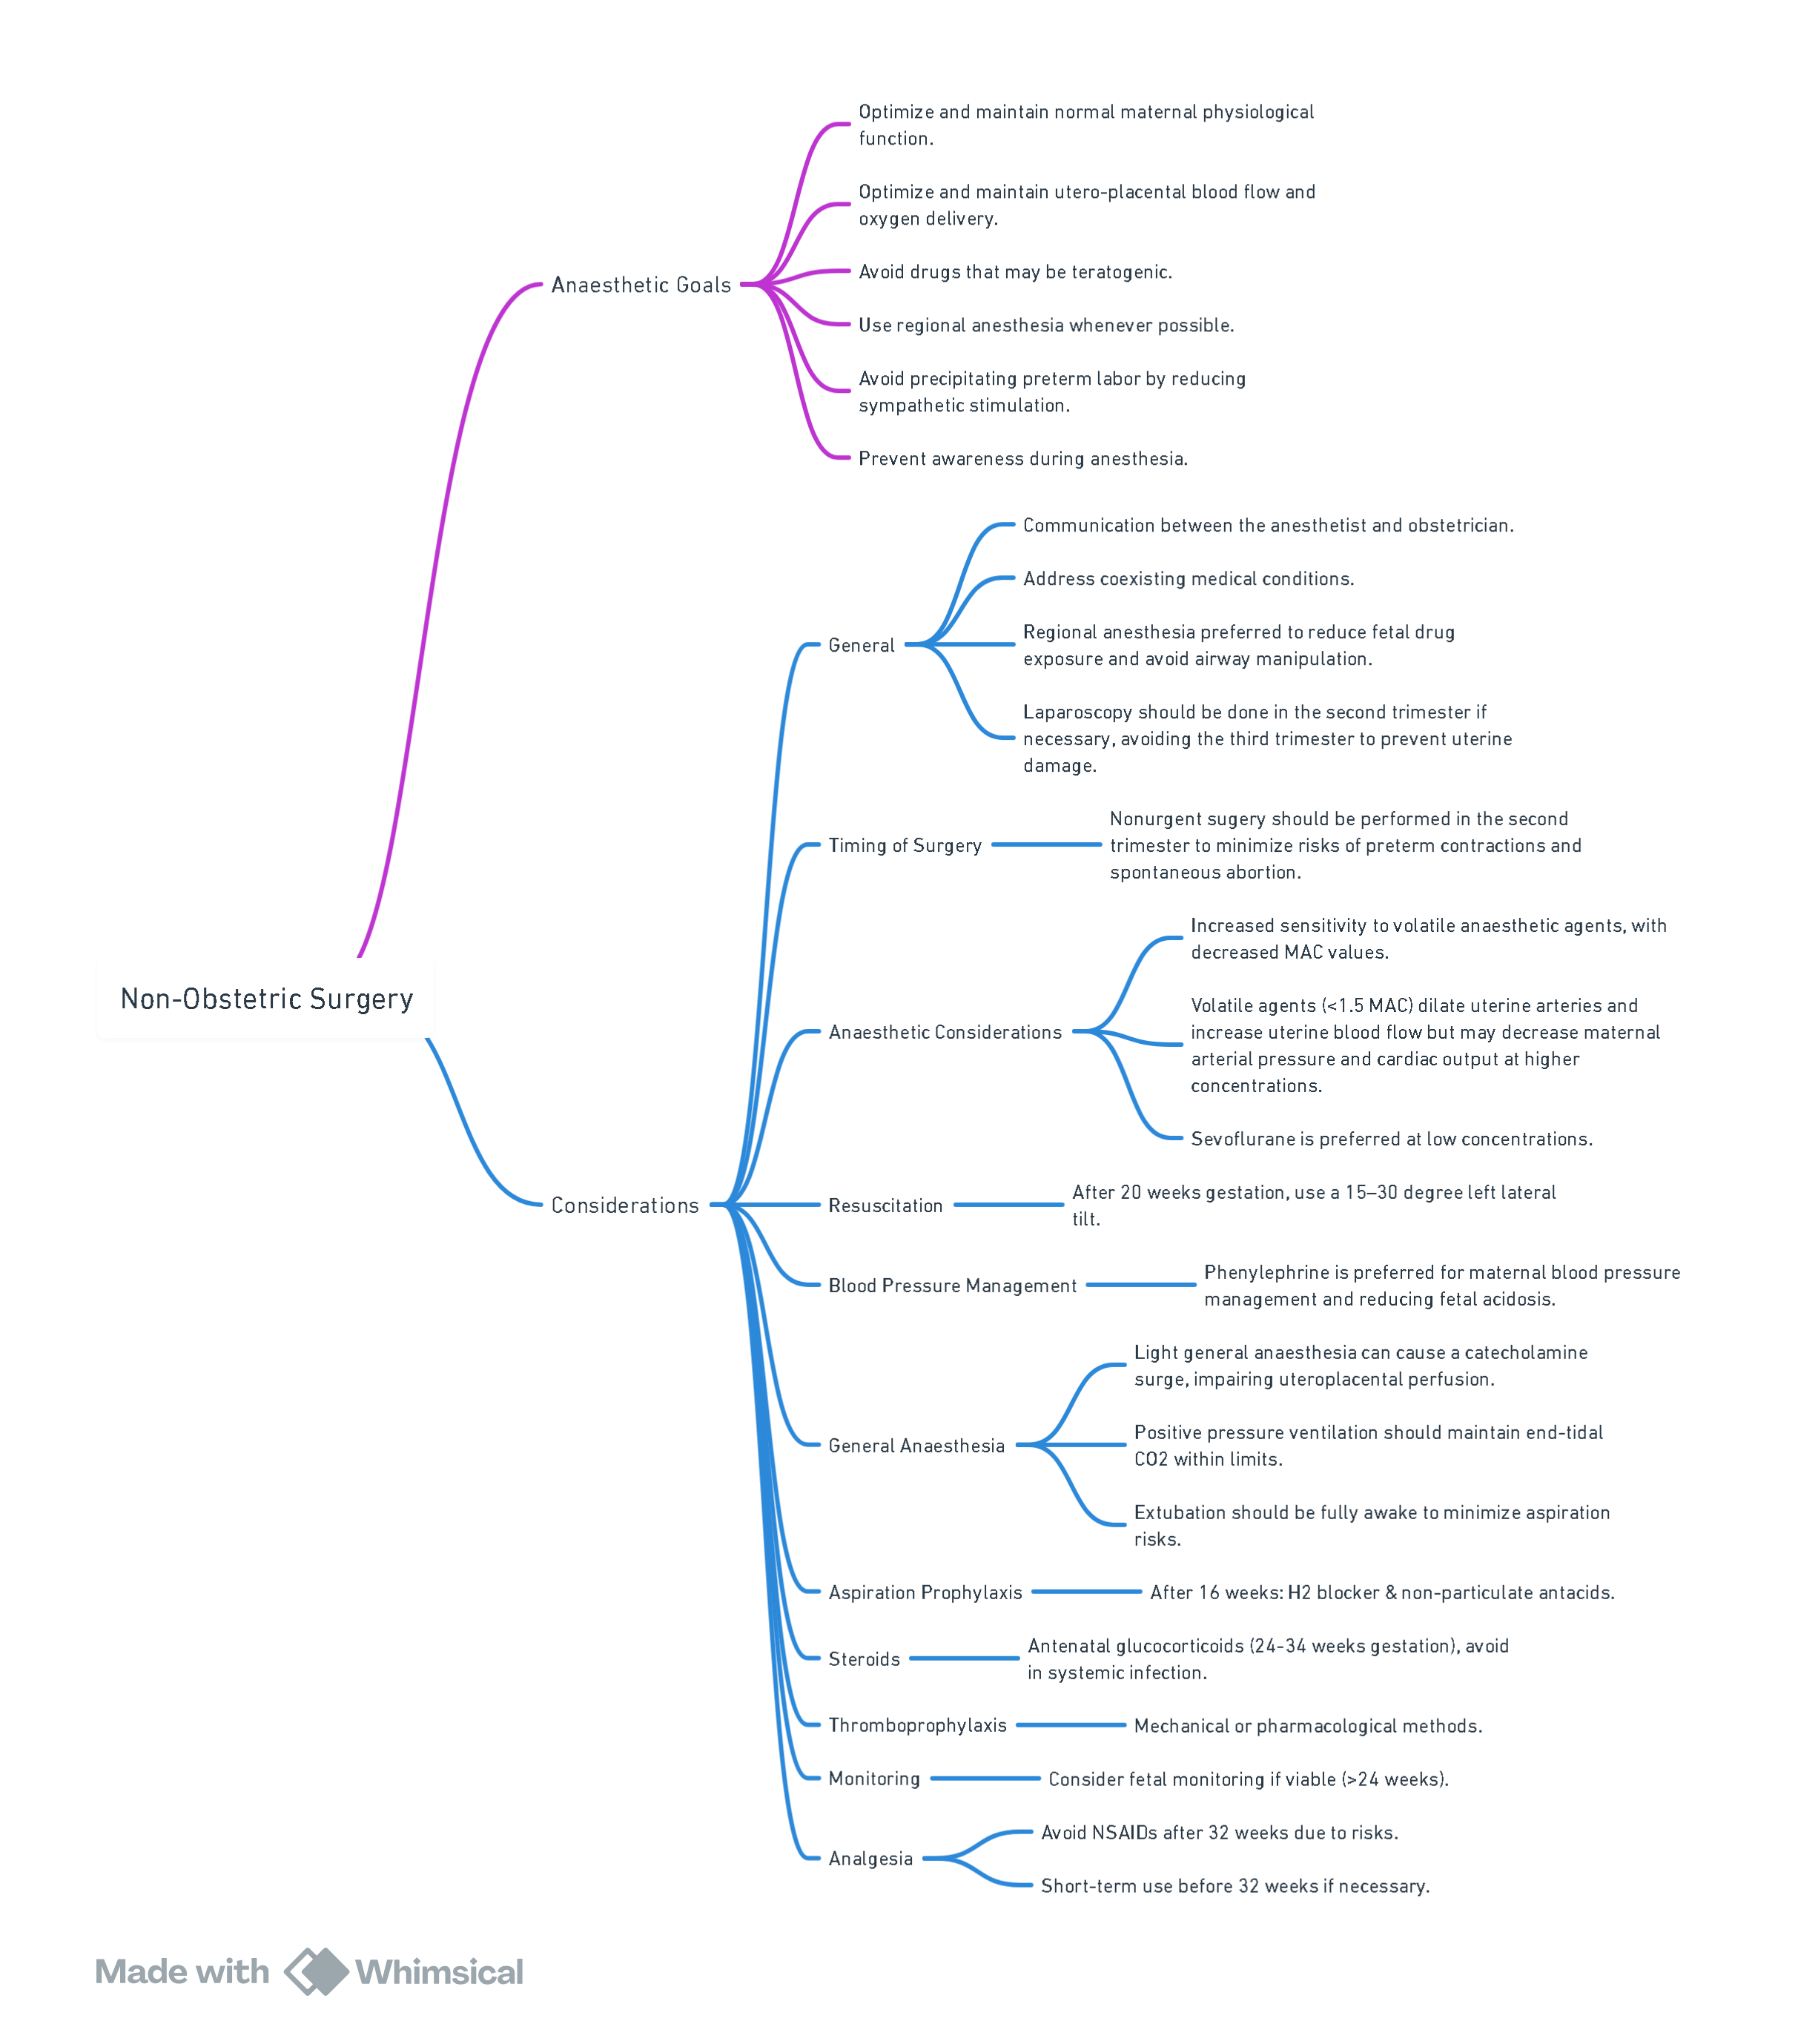 Optimize and maintain normal maternal physiological
function.
Optimize and maintain utero-placental blood flow and
oxygen delivery.
Avoid drugs that may be teratogenic.
Anaesthetic Goals
Use regional anesthesia whenever possible.
Avoid precipitating preterm labor by reducing
sympathetic stimulation.
Prevent awareness during anesthesia.
Communication between the anesthetist and obstetrician.
Address coexisting medical conditions.
General
Regional anesthesia preferred to reduce fetal drug
exposure and avoid airway manipulation.
Laparoscopy should be done in the second trimester if
necessary, avoiding the third trimester to prevent uterine
damage.
Timing of Surgery
Nonurgent sugery should be performed in the second
trimester to minimize risks of preterm contractions and
spontaneous abortion.
Non-Obstetric Surgery
Increased sensitivity to volatile anaesthetic agents, with
decreased MAC values.
Anaesthetic Considerations
Volatile agents (<1.5 MAC) dilate uterine arteries and
increase uterine blood flow but may decrease maternal
arterial pressure and cardiac output at higher
concentrations.
Sevoflurane is preferred at low concentrations.
Considerations
Resuscitation
After 20 weeks gestation, use a 15–30 degree left lateral
tilt.
Blood Pressure Management
Phenylephrine is preferred for maternal blood pressure
management and reducing fetal acidosis.
General Anaesthesia
Light general anaesthesia can cause a catecholamine
surge, impairing uteroplacental perfusion.
Positive pressure ventilation should maintain end-tidal
CO2 within limits.
Extubation should be fully awake to minimize aspiration
risks.
Aspiration Prophylaxis
After 16 weeks: H2 blocker & non-particulate antacids.
Steroids
Antenatal glucocorticoids (24-34 weeks gestation), avoid
in systemic infection.
Thromboprophylaxis
Mechanical or pharmacological methods.
Monitoring
Consider fetal monitoring if viable (>24 weeks).
Analgesia
Avoid NSAIDs after 32 weeks due to risks.
Short-term use before 32 weeks if necessary.
Made with Whimsical